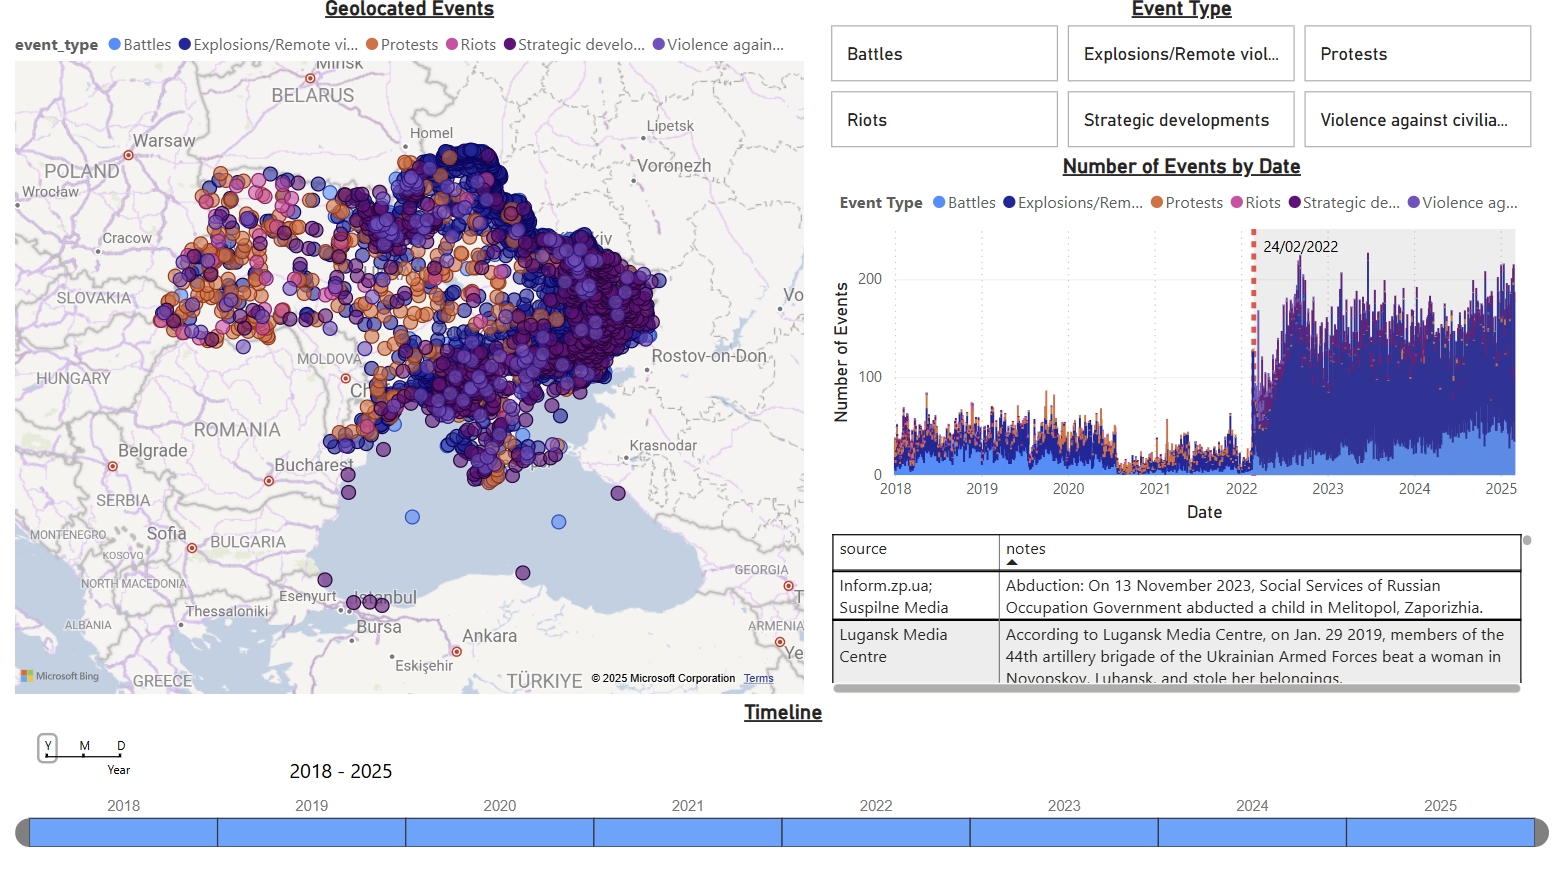 Geolocated Events
event_type Battles Explosions/Remote vi... Protests Riots Strategic develo... Violence again...
Minsk
BELARUS
Homel
Lipetsk
Warsaw
Voronezh
POLAND
Wrocław
Cracow
SLOVAKIA
Vo
MOLDOVA
Rostov-on-Don
HUNGARY
Ch
ROMANIA
Krasnodar
Belgrade
Bucharest
SERBIA
MONTENEGRO
Sofia
BULGARIA
KOSOVO
GEORGIA
NORTH MACEDONIA
Esenyurt
Istanbul
T
Thessaloniki
ALBANIA
Bursa
Ankara
ARMENIA
Ye
Eskişehir
Microsoft Bing
GREECE
TÜRKIYE
© 2025 Microsoft Corporation Terms
Event Type
Battles
Explosions/Remote viol...
Protests
Riots
Strategic developments
Violence against civilia...
Number of Events by Date
Event Type Battles Explosions/Rem... Protests Riots Strategic de... Violence ag...
24/02/2022
Number of Events
200
100
0
2018 2019 2020 2021 2022 2023 2024 2025
Date
source notes
Inform.zp.ua; Abduction: On 13 November 2023, Social Services of Russian
Suspilne Media Occupation Government abducted a child in Melitopol, Zaporizhia.
Lugansk Media According to Lugansk Media Centre, on Jan. 29 2019, members of the
Centre 44th artillery brigade of the Ukrainian Armed Forces beat a woman in
Novopskov, Luhansk, and stole her belongings.
Timeline
Y M D
Year
2018 - 2025
2018 2019 2020 2021 2022 2023 2024 2025